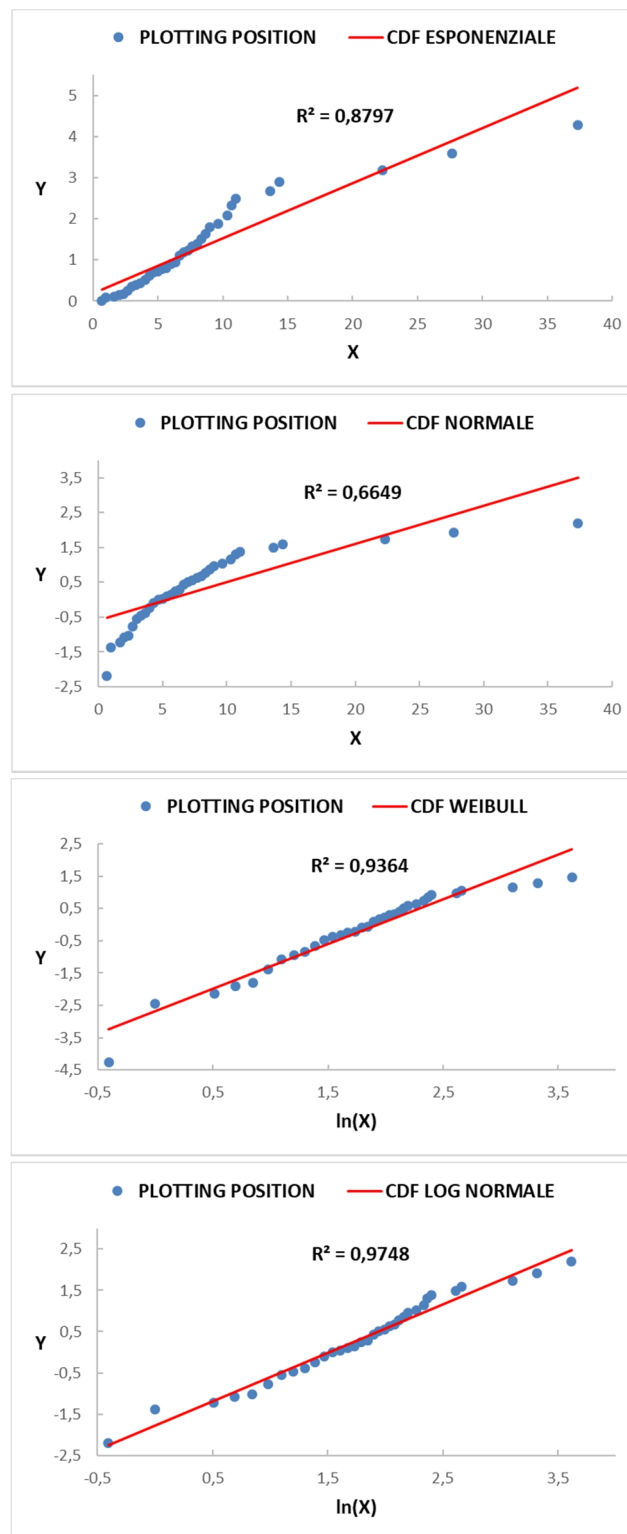 PLOTTING POSITION CDF ESPONENZIALE
R² = 0,8797
Y
5
4
3
2
1
0
0 5 10 15 20 25 30 35 40
X
PLOTTING POSITION CDF NORMALE
R² = 0,6649
Y
3,5
2,5
1,5
0,5
-0,5
-1,5
-2,5
0 5 10 15 20 25 30 35 40
X
PLOTTING POSITION CDF WEIBULL
R² = 0,9364
Y
2,5
1,5
0,5
-0,5
-1,5
-2,5
-3,5
-4,5
-0,5 0,5 1,5 2,5 3,5
ln(X)
PLOTTING POSITION CDF LOG NORMALE
R² = 0,9748
Y
2,5
1,5
0,5
-0,5
-1,5
-2,5
-0,5 0,5 1,5 2,5 3,5
ln(X)